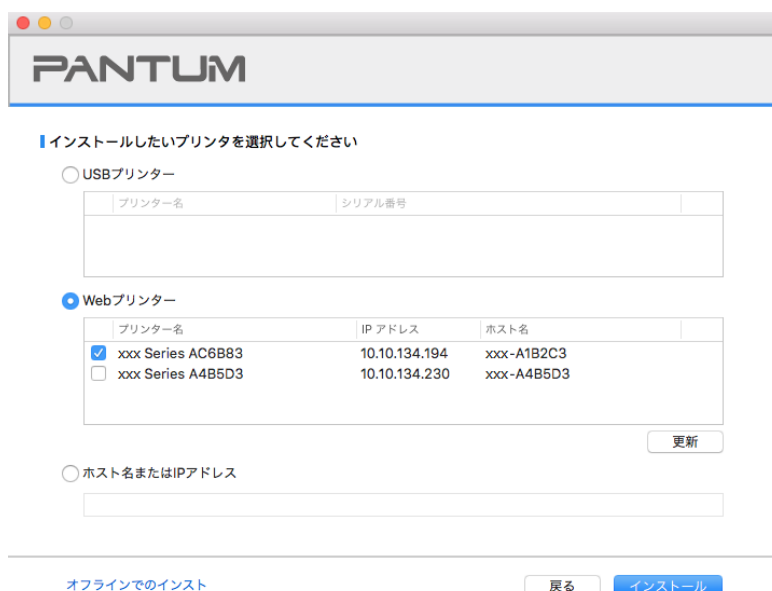 PANTUM
インストールしたいプリンタを選択してください
USBプリンター
プリンター名 シリアル番号
Webプリンター
プリンター名 IP アドレス ホスト名
xxx Series AC6B83 10.10.134.194 xxx-A1B2C3
xxx Series A4B5D3 10.10.134.230 xxx-A4B5D3
更新
ホスト名またはIPアドレス
オフラインでのインスト 戻る インストール